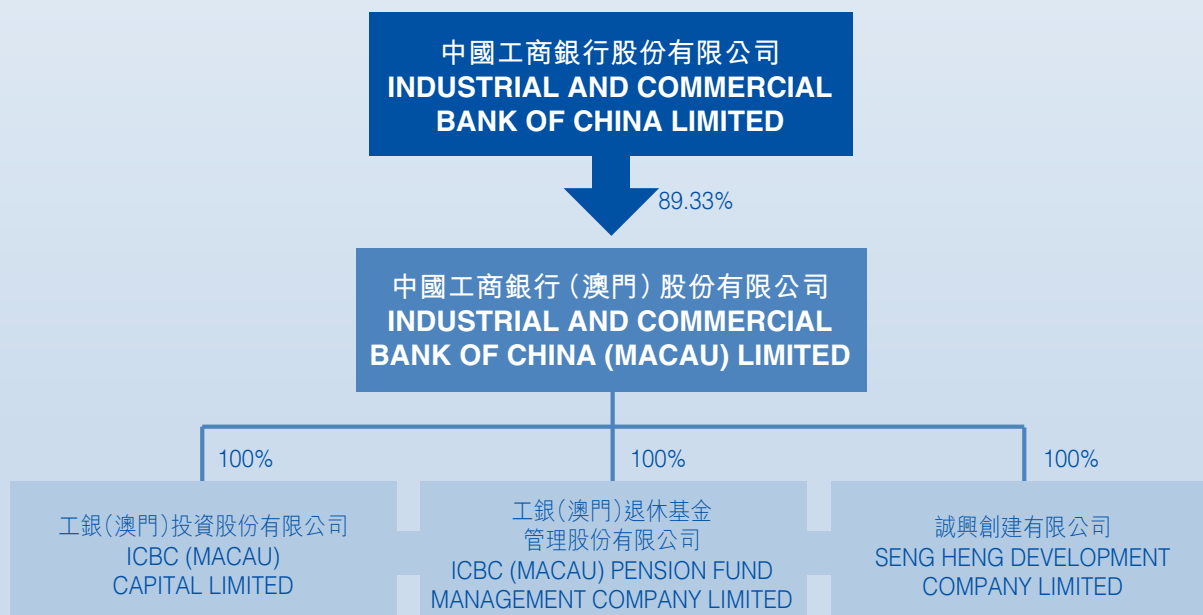 中國工商銀行股份有限公司
INDUSTRIAL AND COMMERCIAL
BANK OF CHINA LIMITED
89.33%
中國工商銀行（澳門）股份有限公司
INDUSTRIAL AND COMMERCIAL
BANK OF CHINA (MACAU) LIMITED
100%
工銀（澳門）投資股份有限公司
ICBC (MACAU)
CAPITAL LIMITED
100%
工銀（澳門）退休基金
管理股份有限公司
ICBC (MACAU) PENSION FUND
MANAGEMENT COMPANY LIMITED
100%
誠興創建有限公司
SENG HENG DEVELOPMENT
COMPANY LIMITED